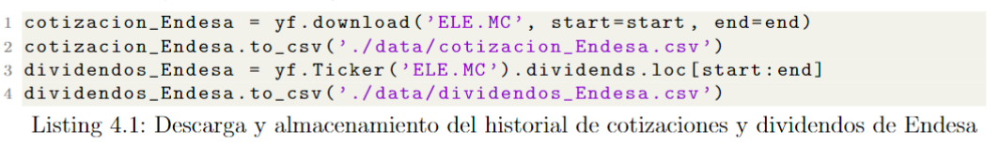 1 cotizacion_Endesa = yf.download('ELE.MC', start=start, end=end)
2 cotizacion_Endesa.to_csv('./data/cotizacion_Endesa.csv')
3 dividendos_Endesa = yf.Ticker('ELE.MC').dividends.loc[start:end]
4 dividendos_Endesa.to_csv('./data/dividendos_Endesa.csv')
Listing 4.1: Descarga y almacenamiento del historial de cotizaciones y dividendos de Endesa